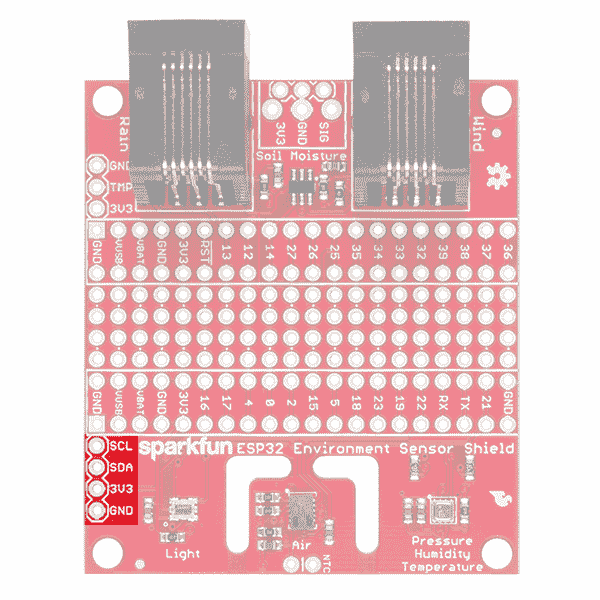 Rain
3V3
GND
SIG
Wind
Soil Moisture
GND
TMP
3V3
GND
VUSB
VBAT
GND
3V3
RST
13
12
14
27
26
25
35
34
33
32
39
38
37
36
GND
VUSB
VBAT
GND
3V3
16
17
4
0
2
15
5
18
23
19
22
RX
TX
21
GND
SCL
sparkfun ESP32 Environment Sensor Shield
SDA
3V3
GND
Light
Air
NTC
Pressure
Humidity
Temperature